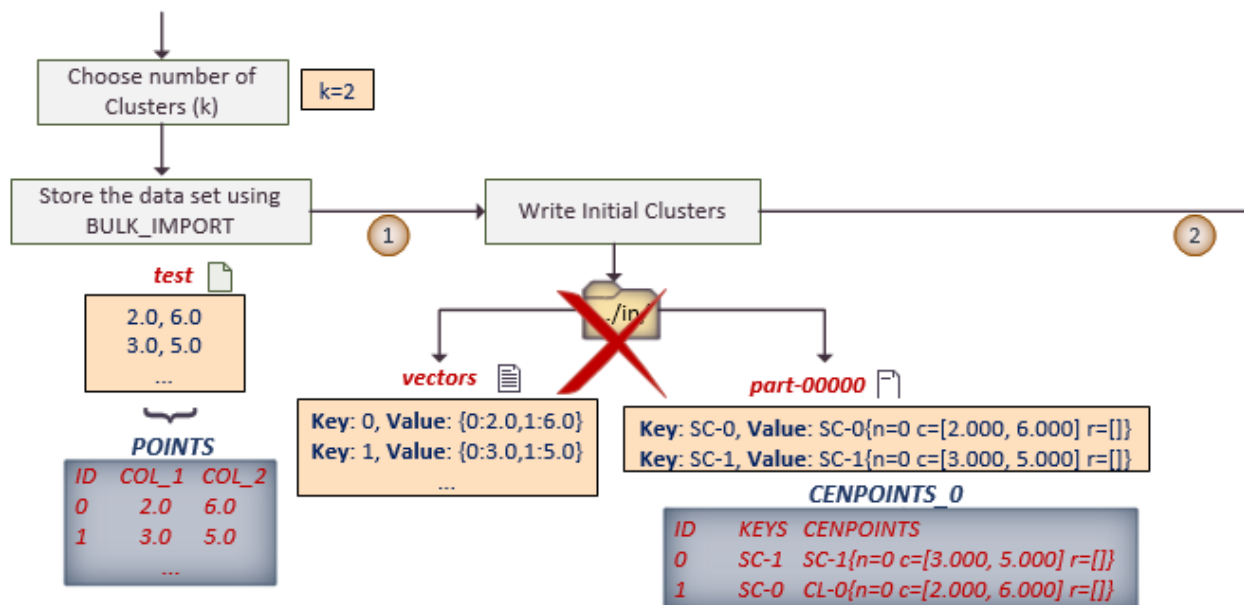 Choose number of
Clusters (k)
k=2
Store the data set using
BULK_IMPORT
1
Write Initial Clusters
2
test
2.0, 6.0
3.0, 5.0
...
POINTS
ID COL_1 COL_2
0 2.0 6.0
1 3.0 5.0
...
./in/
vectors
Key: 0, Value: {0:2.0,1:6.0}
Key: 1, Value: {0:3.0,1:5.0}
...
part-00000
Key: SC-0, Value: SC-0{n=0 c=[2.000, 6.000] r=[]}
Key: SC-1, Value: SC-1{n=0 c=[3.000, 5.000] r=[]}
CENPOINTS_0
ID KEYS CENPOINTS
0 SC-1 SC-1{n=0 c=[3.000, 5.000] r=[]}
1 SC-0 CL-0{n=0 c=[2.000, 6.000] r=[]}